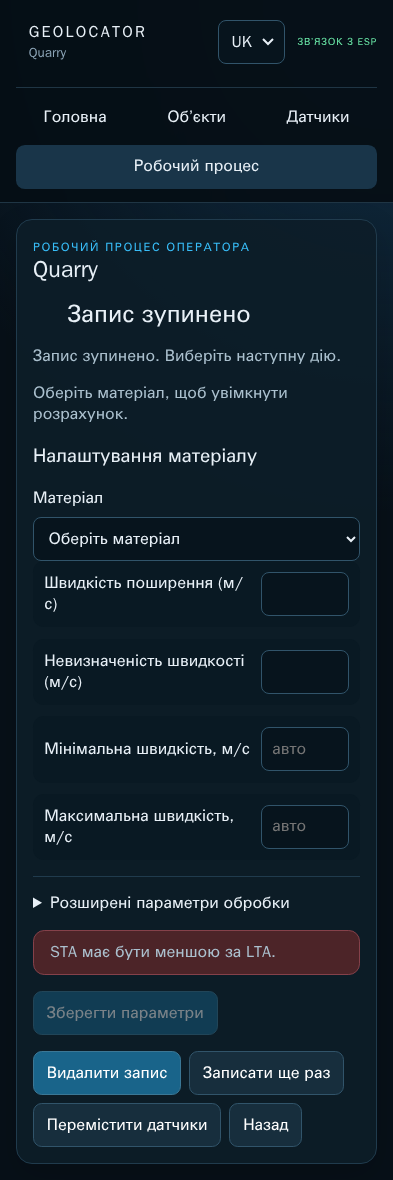 GEOLOCATOR
Quarry
UK
ЗВ'ЯЗОК З ESP
Головна
Об'єкти
Датчики
Робочий процес
РОБОЧИЙ ПРОЦЕС ОПЕРАТОРА
Quarry
Запис зупинено
Запис зупинено. Виберіть наступну дію.
Оберіть матеріал, щоб увімкнути
розрахунок.
Налаштування матеріалу
Матеріал
Оберіть матеріал
Швидкість поширення (м/
с)
Невизначеність швидкості
(м/с)
Мінімальна швидкість, м/с
авто
Максимальна швидкість,
м/с
авто
Розширені параметри обробки
STA має бути меншою за LTA.
Зберегти параметри
Видалити запис
Записати ще раз
Перемістити датчики
Назад